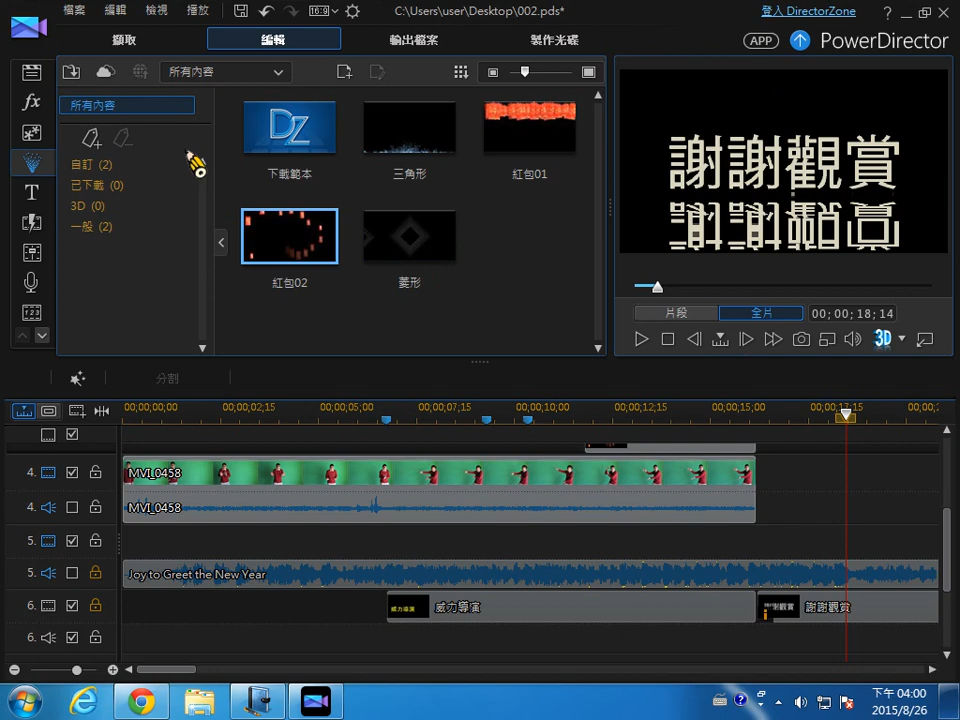 檔案 編輯 檢視 播放 16:9 C:\Users\user\Desktop\002.pds* 登入 DirectorZone ?
擷取 編輯 輸出檔案 製作光碟 APP PowerDirector
所有內容
所有內容
自訂 (2)
已下載 (0)
3D (0)
一般 (2)
DZ
下載範本 三角形 紅包01
紅包02 菱形
謝謝觀賞
片段 全片 00;00;18;14
3D
fx
T
分割
00;00;00;00 00;00;02;15 00;00;05;00 00;00;07;15 00;00;10;00 00;00;12;15 00;00;15;00 00;00;17;15
4. MVI_0458
4. MVI_0458
5.
5. Joy to Greet the New Year
6. 威力導演 威力導演 謝謝觀賞 謝謝觀賞
6.
下午 04:00
2015/8/26